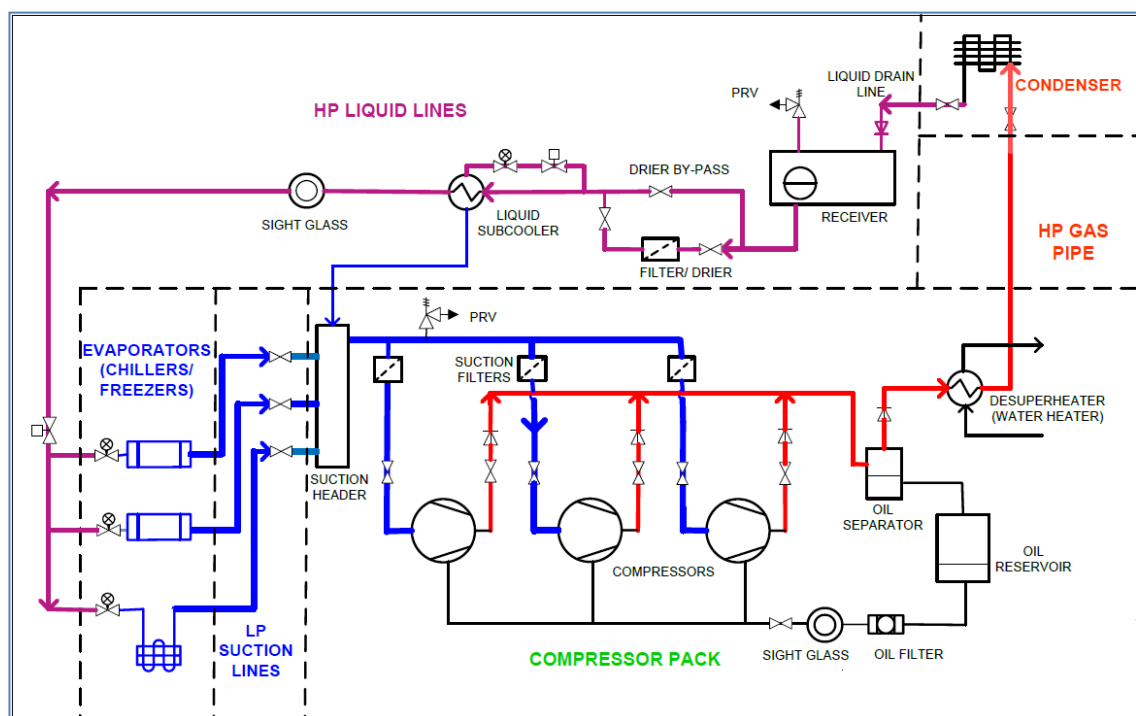 LIQUID DRAIN
LINE
CONDENSER
PRV
HP LIQUID LINES
DRIER BY-PASS
SIGHT GLASS
LIQUID
SUBCOOLER
RECEIVER
FILTER/ DRIER
HP GAS
PIPE
PRV
EVAPORATORS
(CHILLERS/
FREEZERS)
SUCTION
FILTERS
DESUPERHEATER
(WATER HEATER)
SUCTION
HEADER
OIL
SEPARATOR
OIL
RESERVOIR
COMPRESSORS
LP
SUCTION
LINES
COMPRESSOR PACK
SIGHT GLASS
OIL FILTER